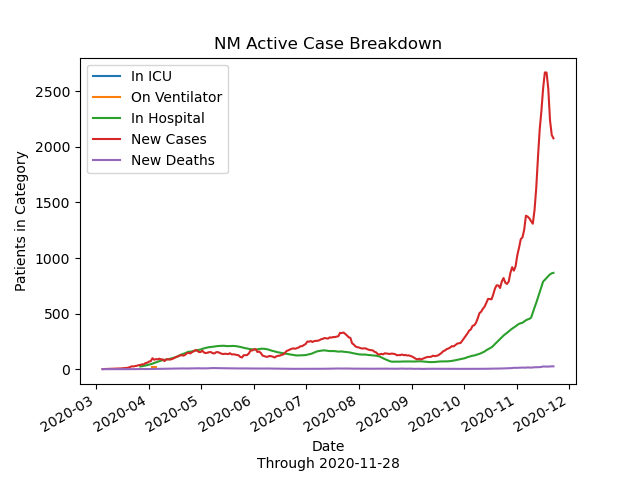 NM Active Case Breakdown
In ICU
On Ventilator
In Hospital
New Cases
New Deaths
Patients in Category
2500
2000
1500
1000
500
0
2020-03
2020-04
2020-05
2020-06
2020-07
2020-08
2020-09
2020-10
2020-11
2020-12
Date
Through 2020-11-28